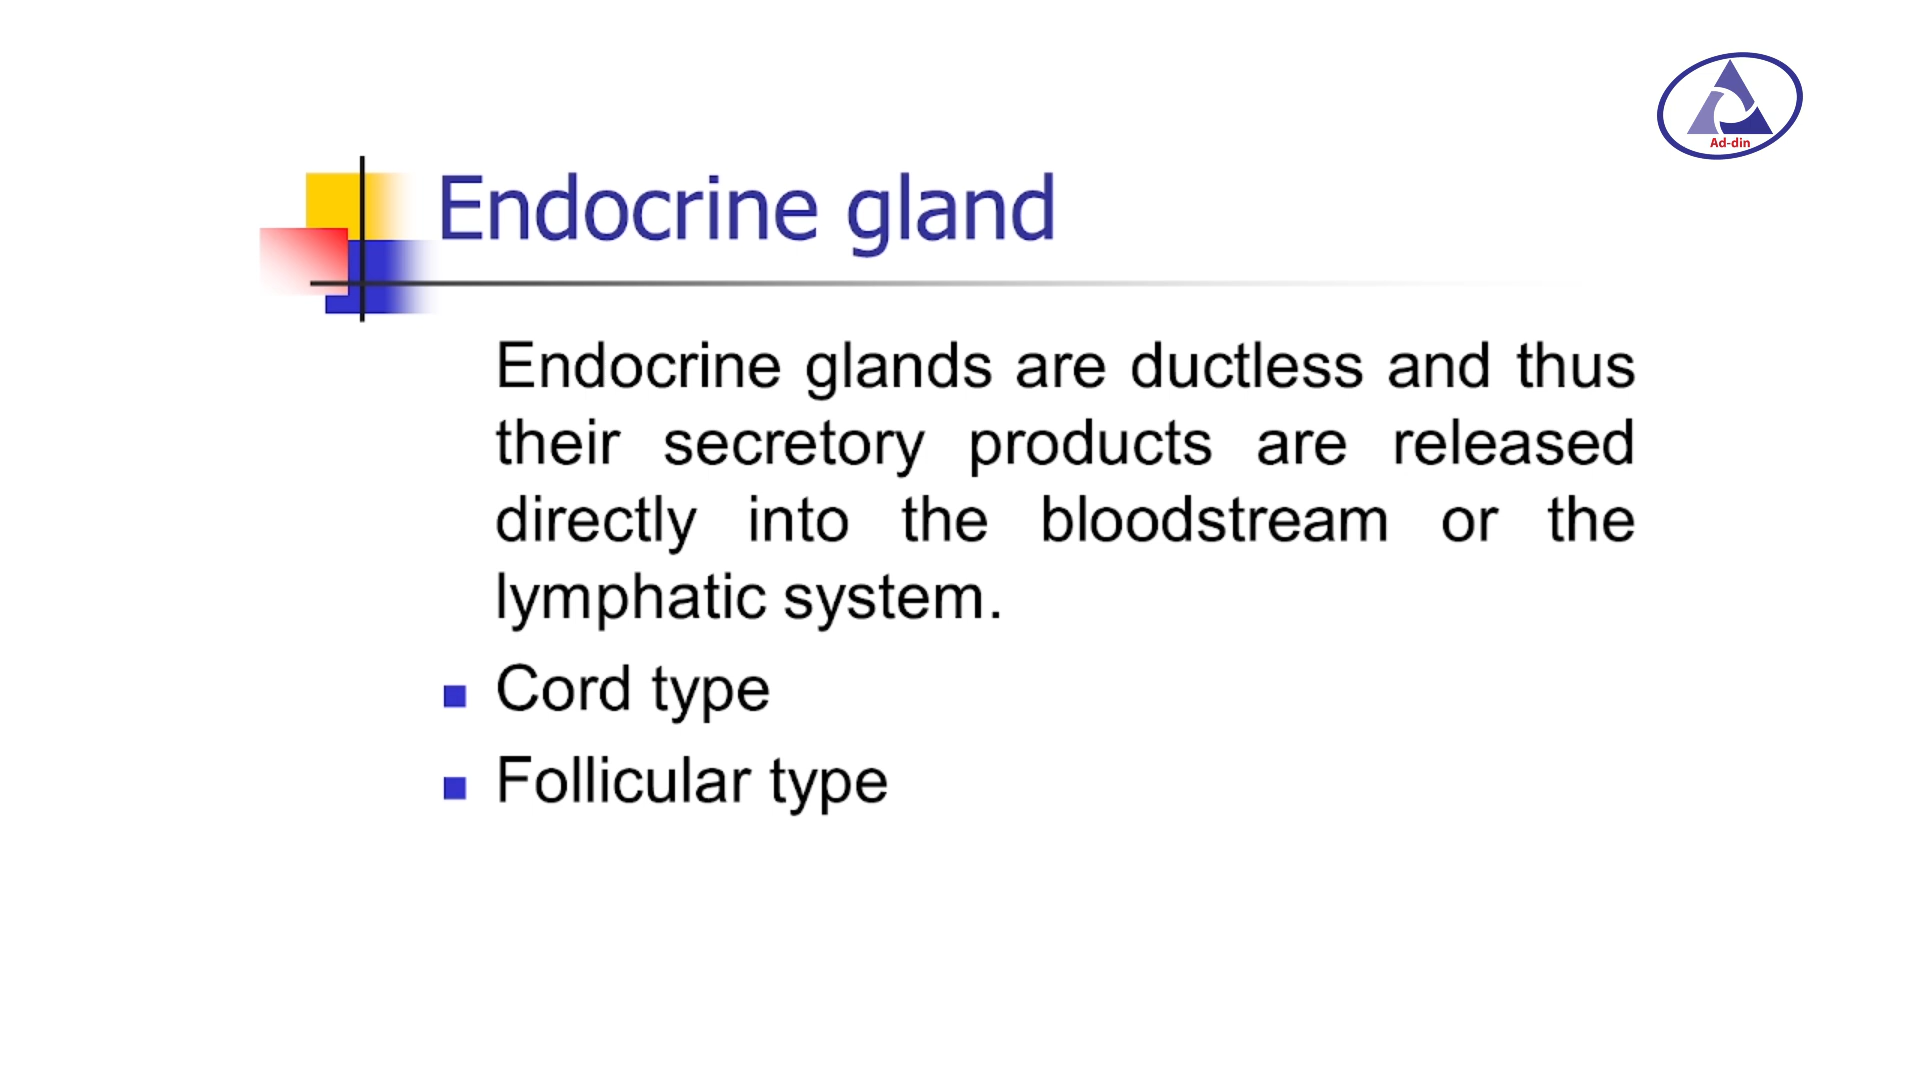 Ad-din
Endocrine gland
Endocrine glands are ductless and thus
their secretory products are released
directly into the bloodstream or the
lymphatic system.
Cord type
Follicular type